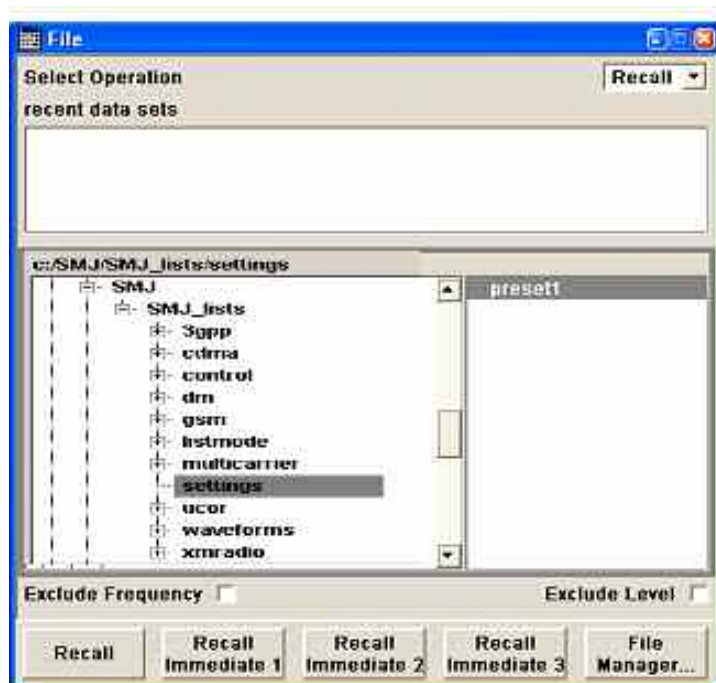 File
Select Operation
Recall
recent data sets
c:/SMJ/SMJ_lists/settings
SMJ
SMJ_lists
3gpp
cdma
control
dm
gsm
listmode
multicarrier
settings
ucor
waveforms
xmradio
preset1
Exclude Frequency
Exclude Level
Recall
Recall Immediate 1
Recall Immediate 2
Recall Immediate 3
File Manager...